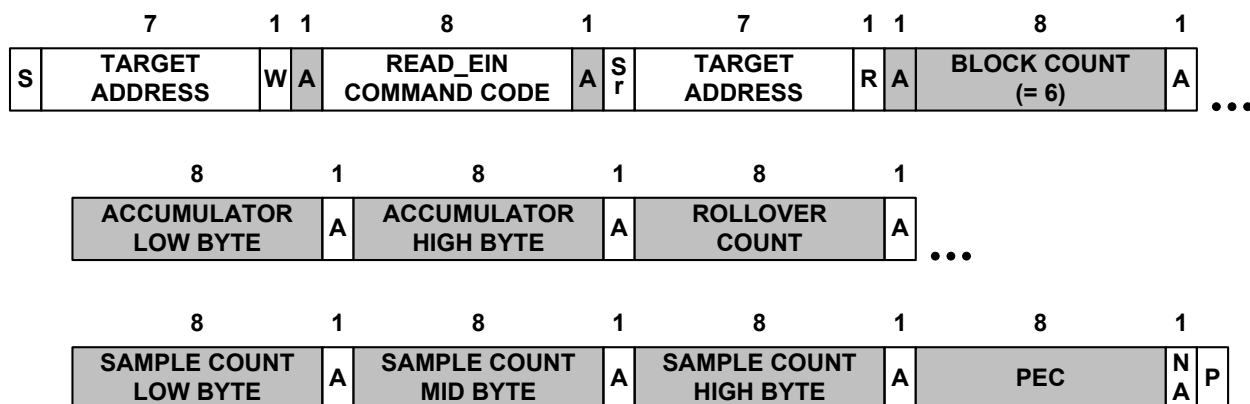 7 1 1 8 1 7 1 1 8 1
S TARGET ADDRESS W A READ_EIN COMMAND CODE A Sr TARGET ADDRESS R A BLOCK COUNT (= 6) A ...
8 1 8 1 8 1
ACCUMULATOR LOW BYTE A ACCUMULATOR HIGH BYTE A ROLLOVER COUNT A ...
8 1 8 1 8 1 8 1
SAMPLE COUNT LOW BYTE A SAMPLE COUNT MID BYTE A SAMPLE COUNT HIGH BYTE A PEC NA P